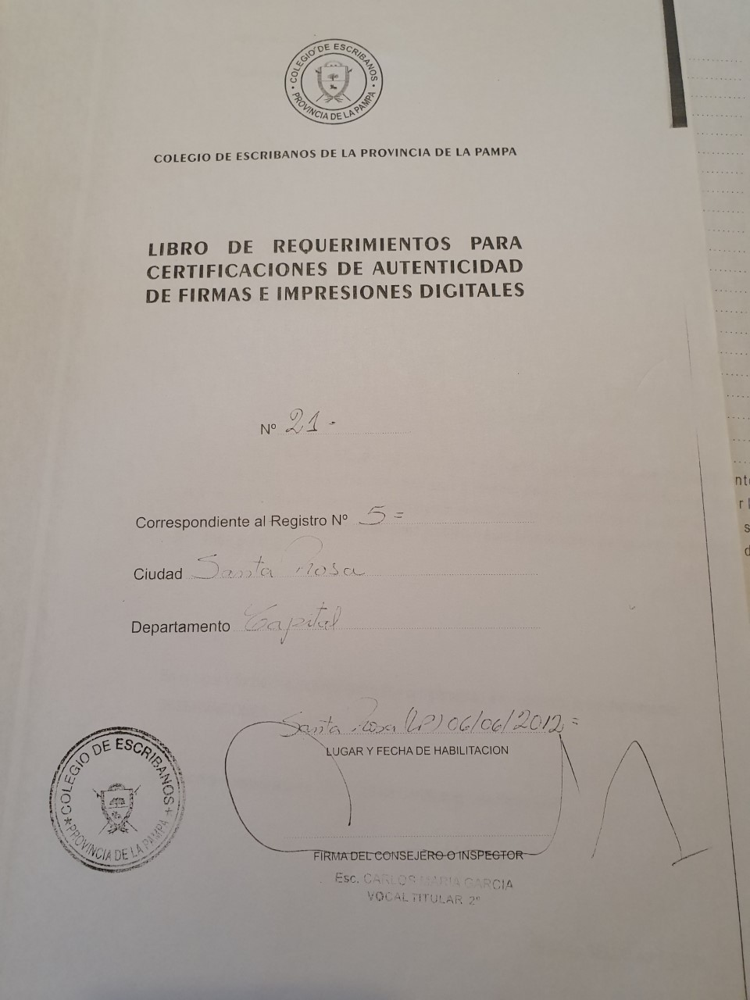 COLEGIO DE ESCRIBANOS
PROVINCIA DE LA PAMPA
COLEGIO DE ESCRIBANOS DE LA PROVINCIA DE LA PAMPA
LIBRO DE REQUERIMIENTOS PARA
CERTIFICACIONES DE AUTENTICIDAD
DE FIRMAS E IMPRESIONES DIGITALES
Nº 21 -
Correspondiente al Registro Nº 5 =
Ciudad Santa Rosa
Departamento Capital
Santa Rosa (LP) 06/06/2012 =
LUGAR Y FECHA DE HABILITACION
COLEGIO DE ESCRIBANOS
PROVINCIA DE LA PAMPA
FIRMA DEL CONSEJERO O INSPECTOR
Esc. CARLOS MARIA GARCIA
VOCAL TITULAR 2º